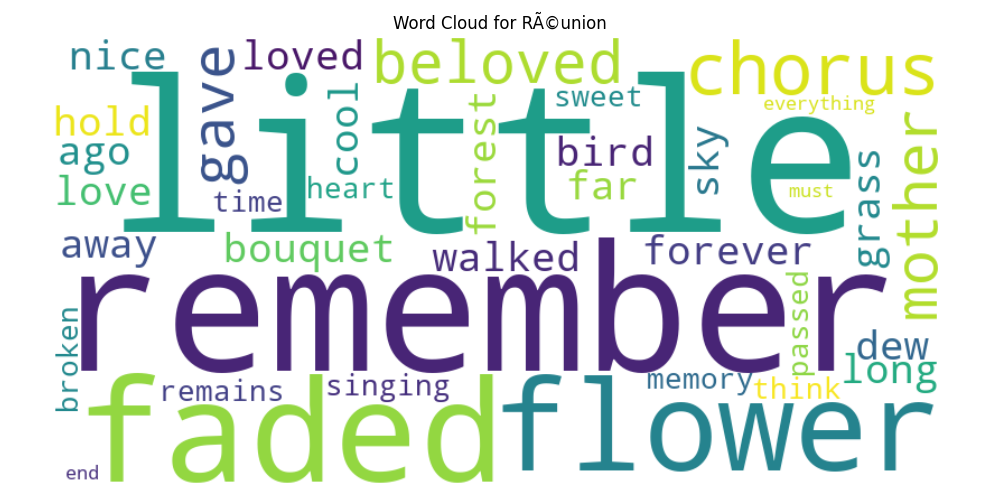 Word Cloud for RÃ©union
nice
gave
loved
beloved
chorus
little
cool
forest
sweet
everything
hold
ago
love
time
heart
bird
far
sky
must
grass
mother
away
bouquet
walked
forever
remember
broken
passed
dew
long
remains
singing
memory
think
faded
flower
end